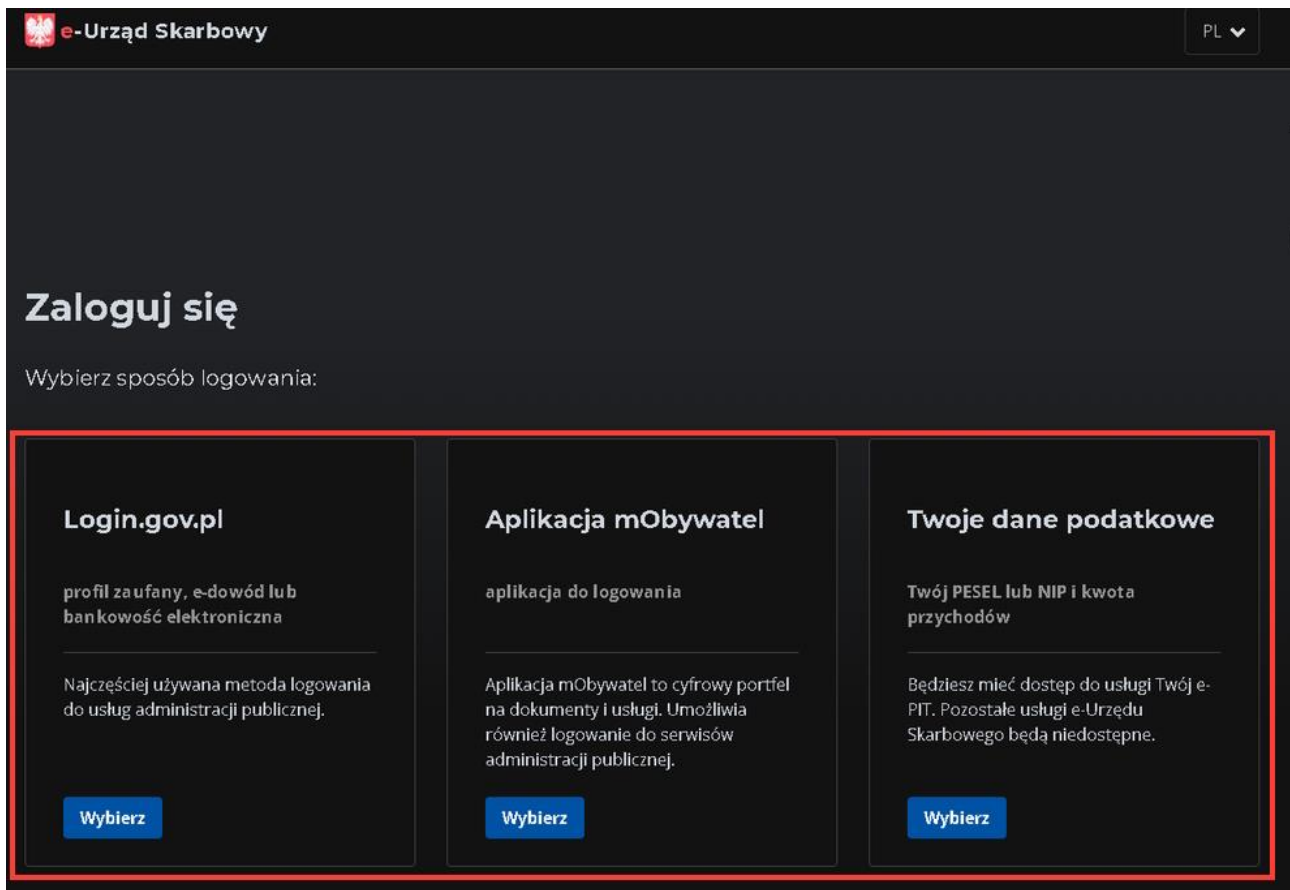 e-Urząd Skarbowy
PL
Zaloguj się
Wybierz sposób logowania:
Login.gov.pl
profil zaufany, e-dowód lub
bankowość elektroniczna
Najczęściej używana metoda logowania
do usług administracji publicznej.
Wybierz
Aplikacja mObywatel
aplikacja do logowania
Aplikacja mObywatel to cyfrowy portfel
na dokumenty i usługi. Umożliwia
również logowanie do serwisów
administracji publicznej.
Wybierz
Twoje dane podatkowe
Twój PESEL lub NIP i kwota
przychodów
Będziesz mieć dostęp do usługi Twój e-
PIT. Pozostałe usługi e-Urzędu
Skarbowego będą niedostępne.
Wybierz